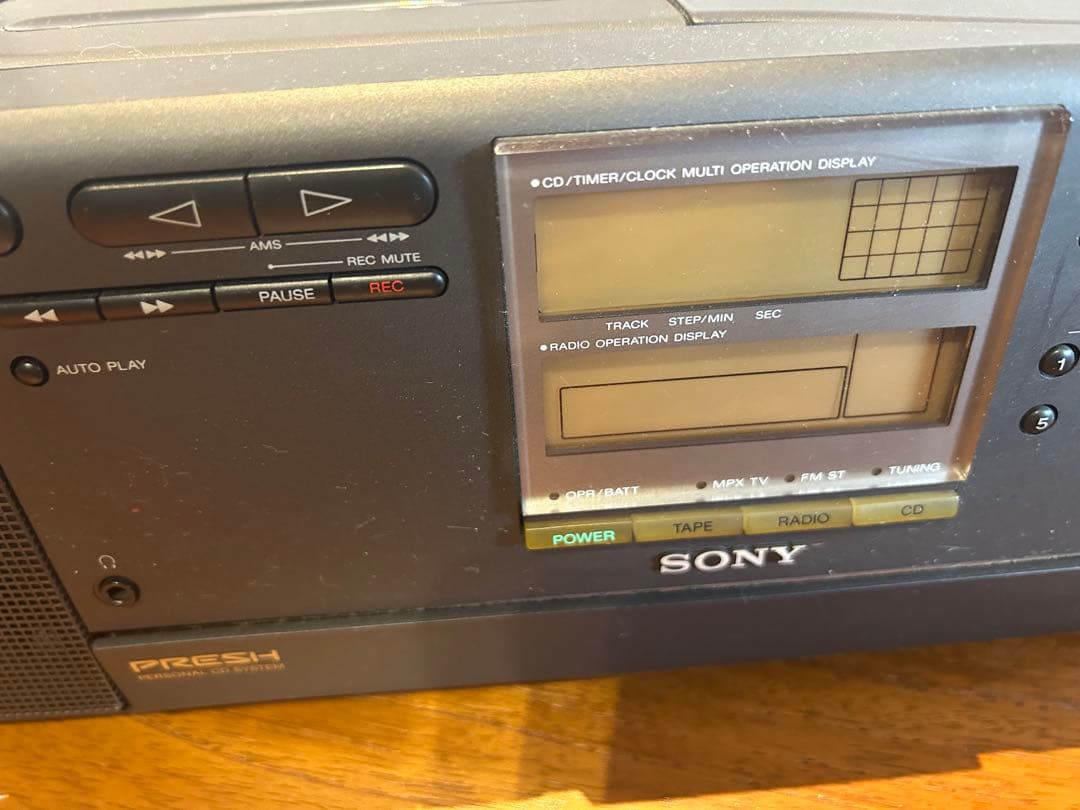 CD/TIMER/CLOCK MULTI OPERATION DISPLAY
AMS
REC MUTE
PAUSE
REC
AUTO PLAY
TRACK STEP/MIN SEC
RADIO OPERATION DISPLAY
1
5
OPR/BATT MPX TV FM ST TUNING
POWER TAPE RADIO CD
SONY
PRESH
PERSONAL CD SYSTEM